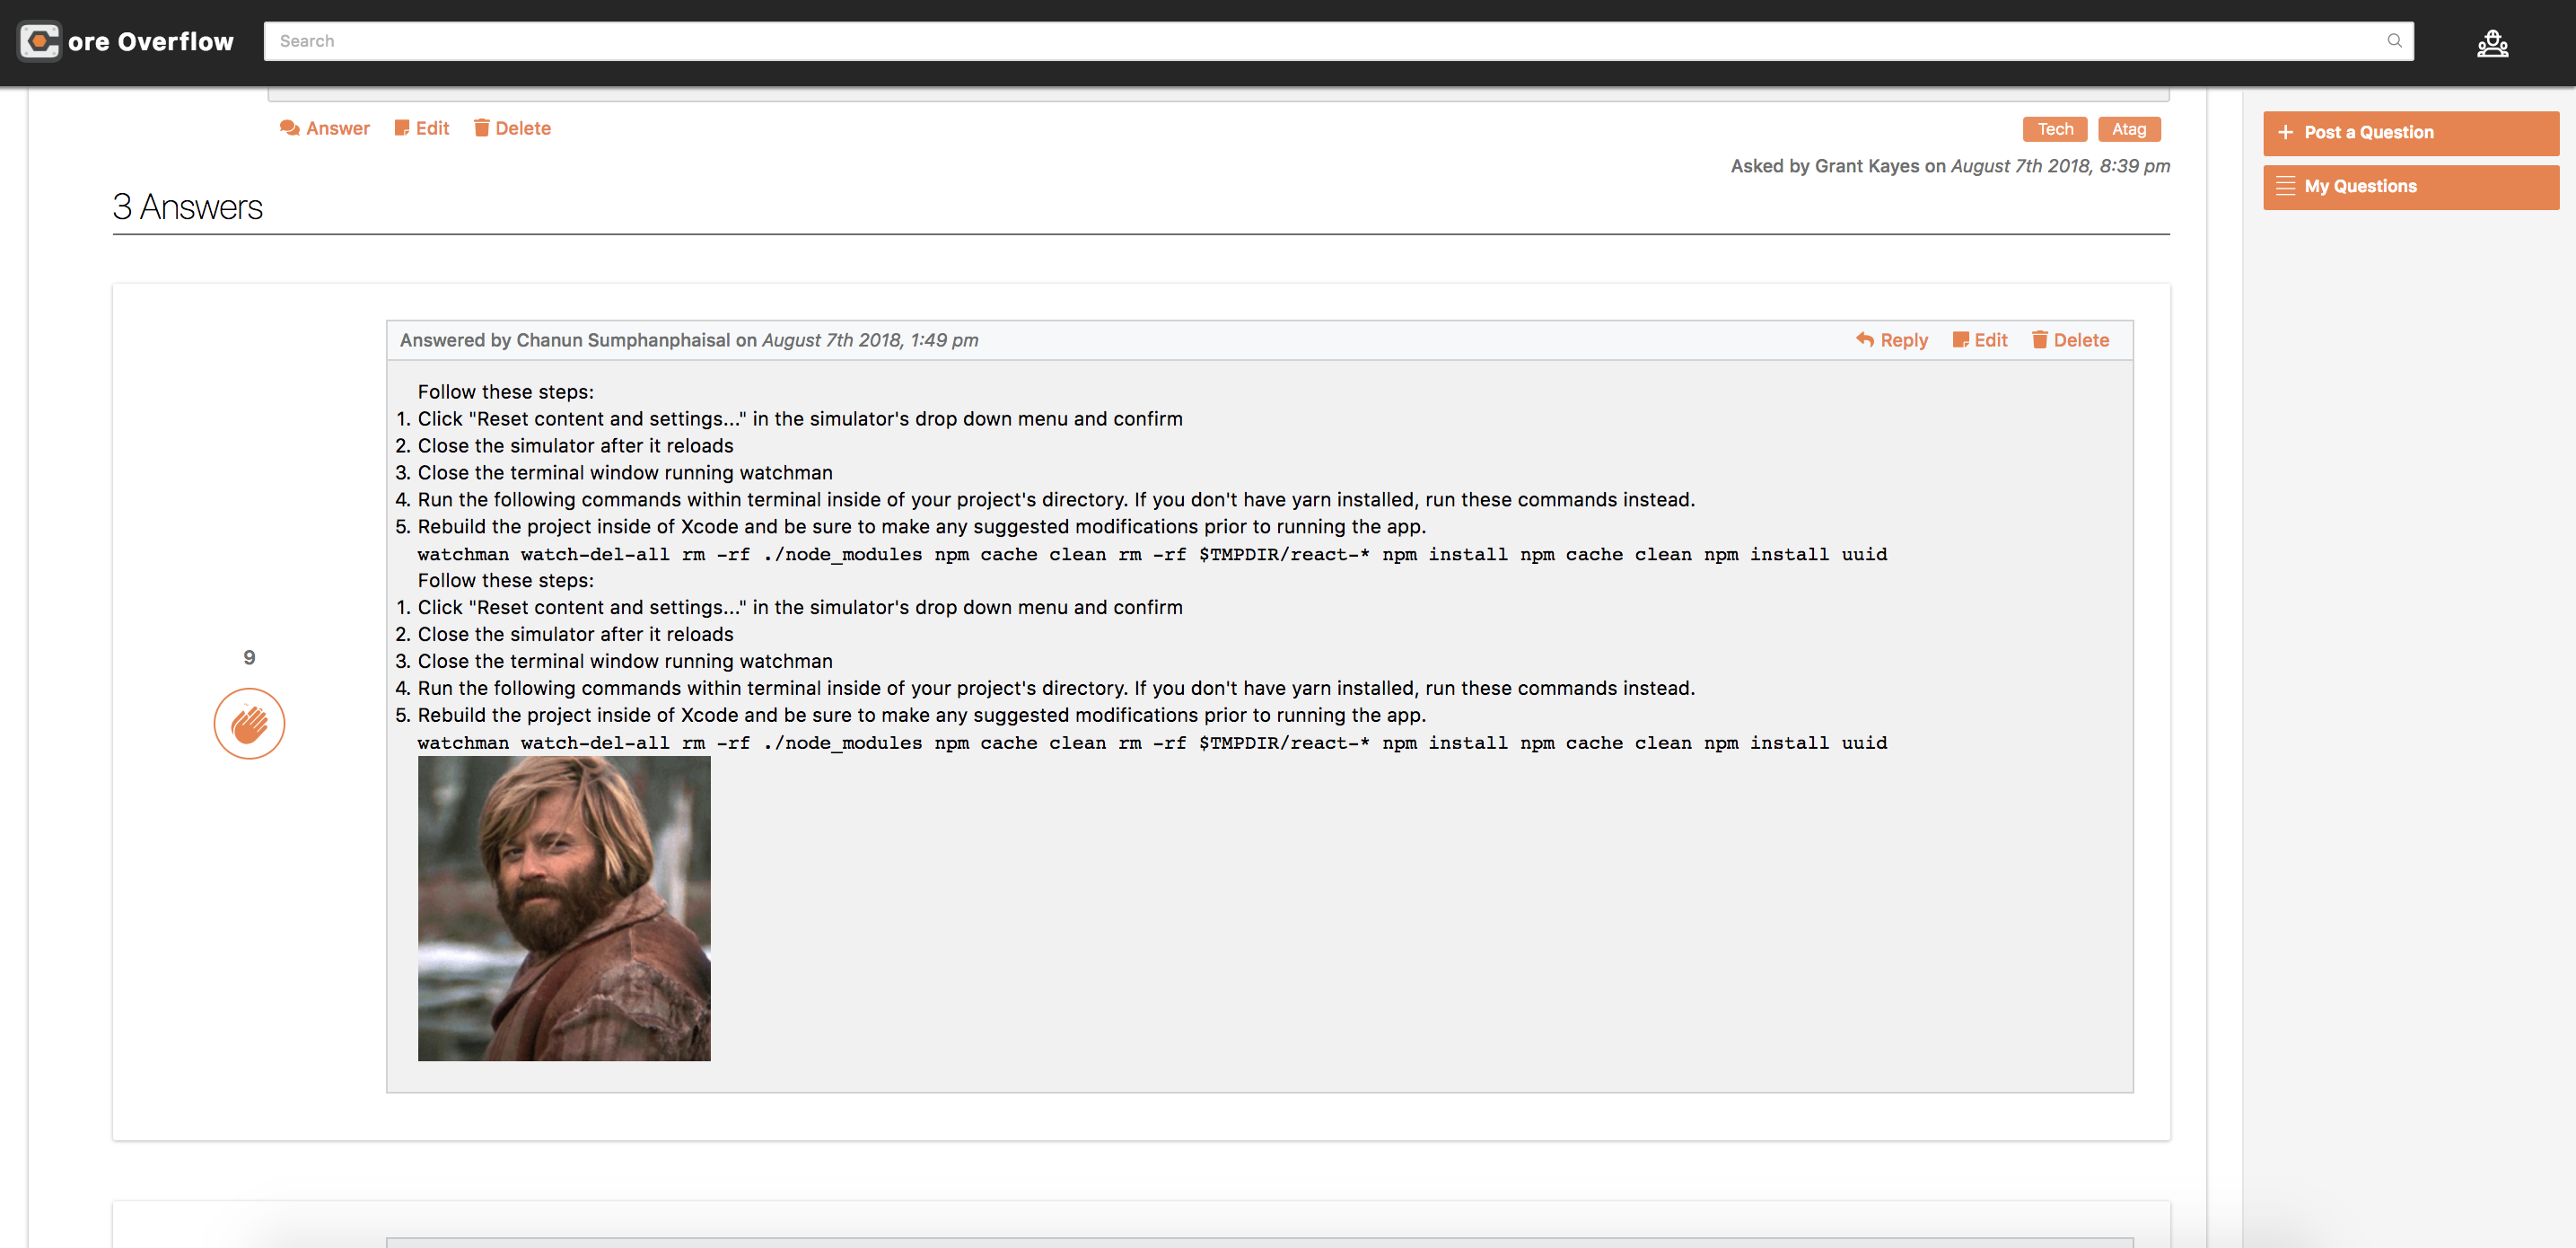 ore Overflow
Search
Answer Edit Delete
Tech Atag
Post a Question
Asked by Grant Kayes on August 7th 2018, 8:39 pm
My Questions
3 Answers
Answered by Chanun Sumphanphaisal on August 7th 2018, 1:49 pm
Reply Edit Delete
Follow these steps:
1. Click "Reset content and settings..." in the simulator's drop down menu and confirm
2. Close the simulator after it reloads
3. Close the terminal window running watchman
4. Run the following commands within terminal inside of your project's directory. If you don't have yarn installed, run these commands instead.
5. Rebuild the project inside of Xcode and be sure to make any suggested modifications prior to running the app.
watchman watch-del-all rm -rf ./node_modules npm cache clean rm -rf $TMPDIR/react-* npm install npm cache clean npm install uuid
Follow these steps:
1. Click "Reset content and settings..." in the simulator's drop down menu and confirm
2. Close the simulator after it reloads
3. Close the terminal window running watchman
4. Run the following commands within terminal inside of your project's directory. If you don't have yarn installed, run these commands instead.
5. Rebuild the project inside of Xcode and be sure to make any suggested modifications prior to running the app.
watchman watch-del-all rm -rf ./node_modules npm cache clean rm -rf $TMPDIR/react-* npm install npm cache clean npm install uuid
9